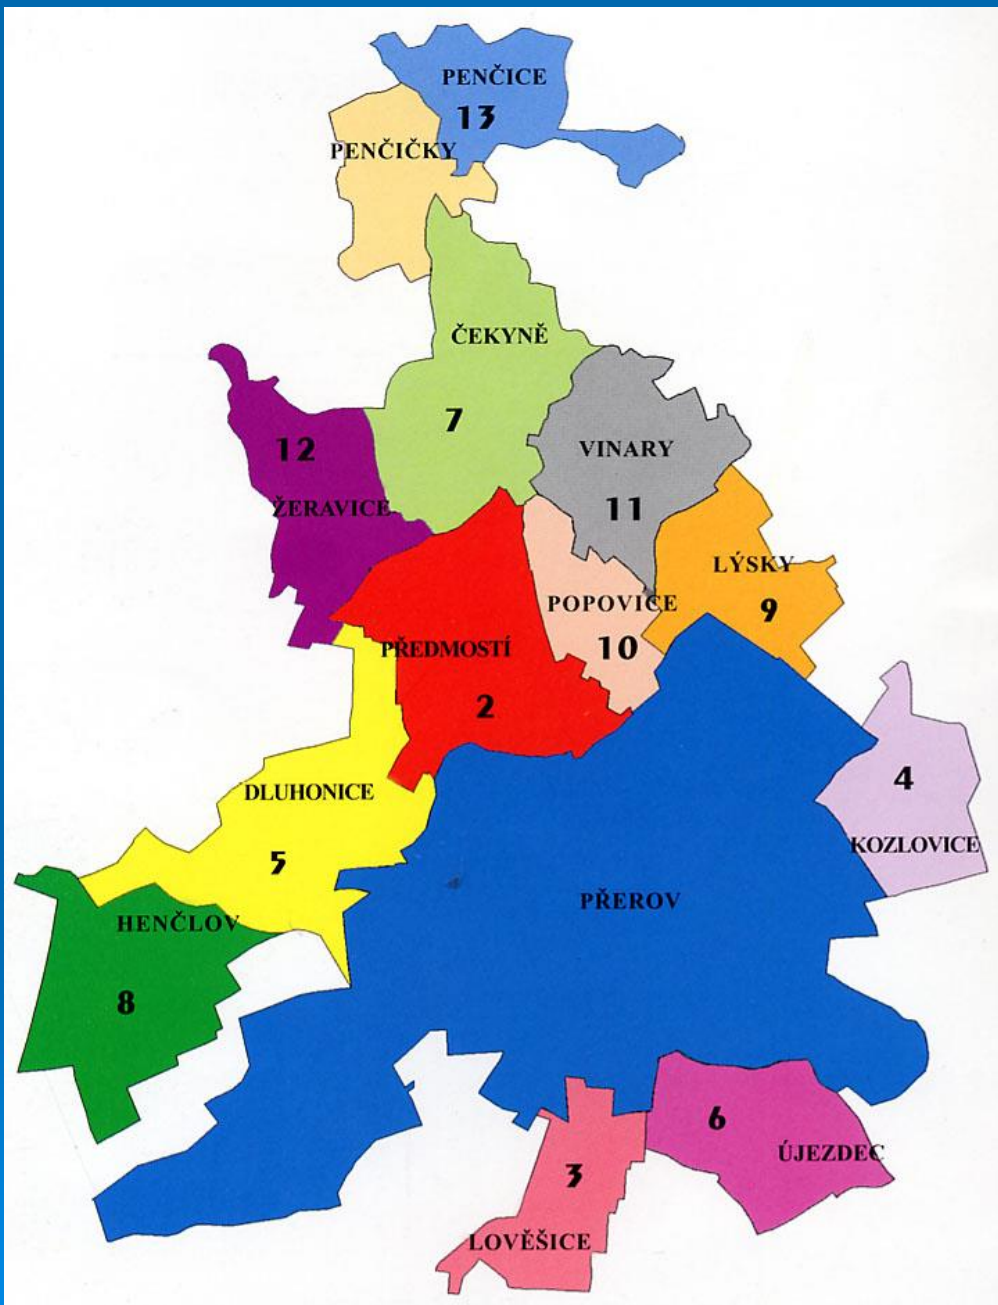 PENČICE
13
PENČIČKY
ČEKYNĚ
7
12
ŽERAVICE
VINARY
11
LÝSKY
9
POPOVICE
10
PŘEDMOSTÍ
2
4
KOZLOVICE
DLUHONICE
5
PŘEROV
HENČLOV
8
6
ÚJEZDEC
3
LOVĚŠICE